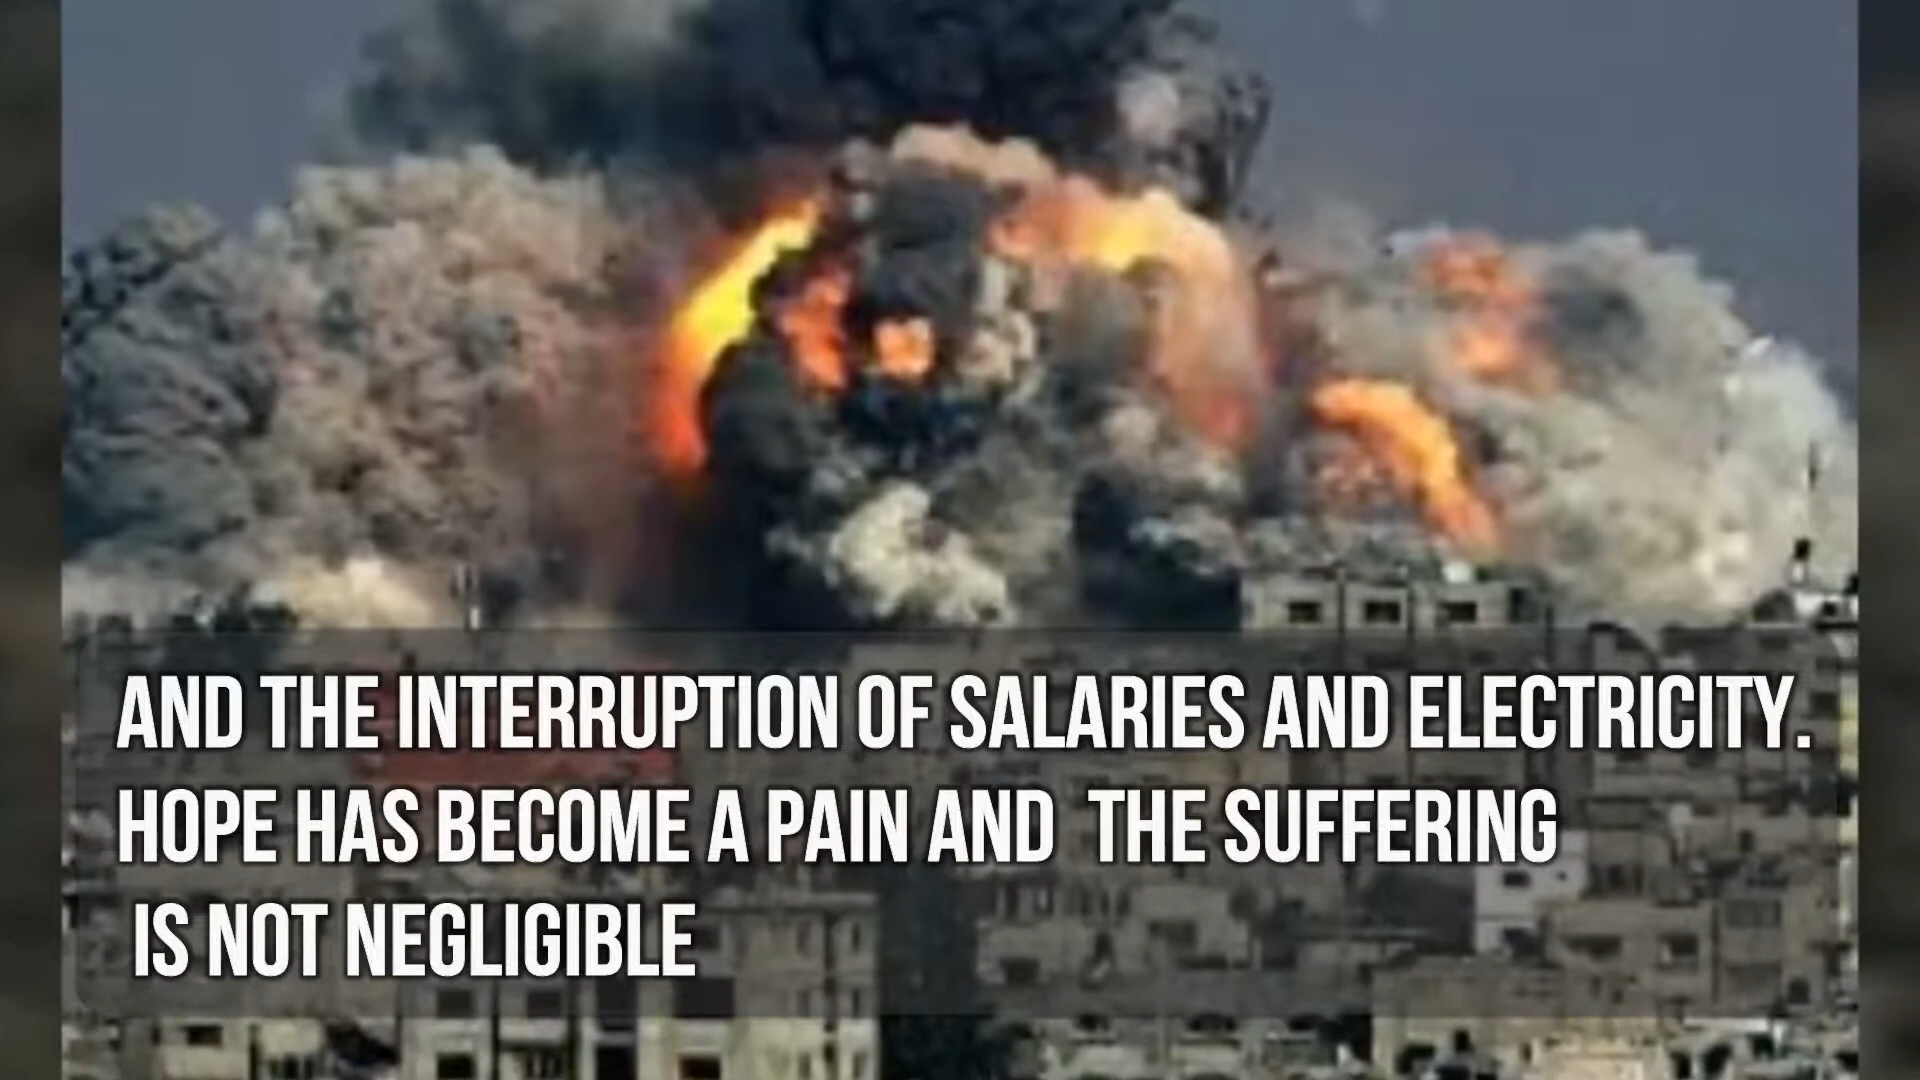 AND THE INTERRUPTION OF SALARIES AND ELECTRICITY.
HOPE HAS BECOME A PAIN AND THE SUFFERING
IS NOT NEGLIGIBLE